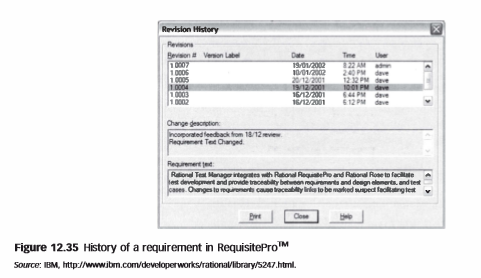 Revision History
Revisions
Revision # Version Label Date Time User
1.0007 19/01/2002 8:22 AM admin
1.0006 10/01/2002 2:40 PM dave
1.0005 20/12/2001 12:32 PM dave
1.0004 19/12/2001 10:01 PM dave
1.0003 16/12/2001 6:44 PM dave
1.0002 16/12/2001 6:12 PM dave
Change description:
Incorporated feedback from 18/12 review.
Requirement Text Changed.
Requirement text:
Rational Test Manager integrates with Rational RequisitePro and Rational Rose to facilitate
test development and provide traceability between requirements and design elements, and test
cases. Changes to requirements cause traceability links to be marked suspect facilitating test
Print Close Help
Figure 12.35 History of a requirement in RequisitePro™
Source: IBM, http://www.ibm.com/developerworks/rational/library/5247.html.